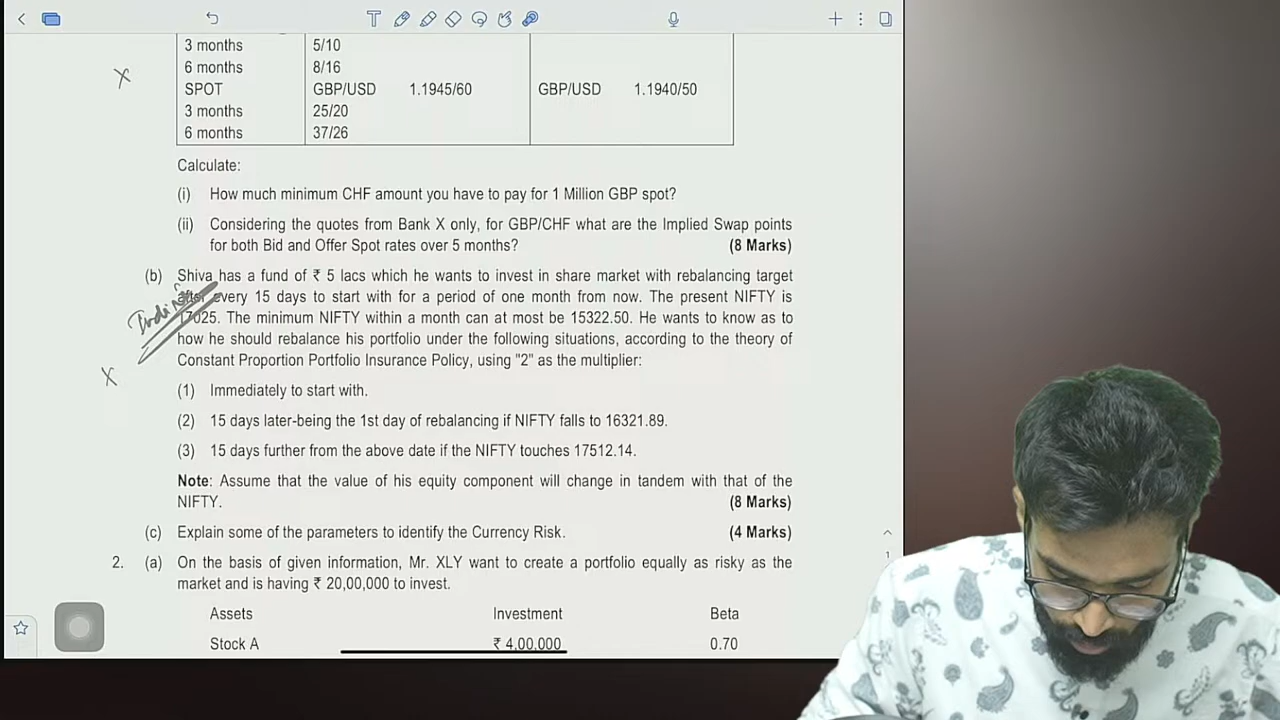 3 months 5/10
6 months 8/16
SPOT GBP/USD 1.1945/60 GBP/USD 1.1940/50
3 months 25/20
6 months 37/26
Calculate:
(i) How much minimum CHF amount you have to pay for 1 Million GBP spot?
(ii) Considering the quotes from Bank X only, for GBP/CHF what are the Implied Swap points
for both Bid and Offer Spot rates over 5 months? (8 Marks)
(b) Shiva has a fund of ₹ 5 lacs which he wants to invest in share market with rebalancing target
after every 15 days to start with for a period of one month from now. The present NIFTY is
17025. The minimum NIFTY within a month can at most be 15322.50. He wants to know as to
how he should rebalance his portfolio under the following situations, according to the theory of
Constant Proportion Portfolio Insurance Policy, using "2" as the multiplier:
(1) Immediately to start with.
(2) 15 days later-being the 1st day of rebalancing if NIFTY falls to 16321.89.
(3) 15 days further from the above date if the NIFTY touches 17512.14.
Note: Assume that the value of his equity component will change in tandem with that of the
NIFTY. (8 Marks)
(c) Explain some of the parameters to identify the Currency Risk. (4 Marks)
2. (a) On the basis of given information, Mr. XLY want to create a portfolio equally as risky as the
market and is having ₹ 20,00,000 to invest.
Assets Investment Beta
Stock A ₹ 4,00,000 0.70
X
X
1